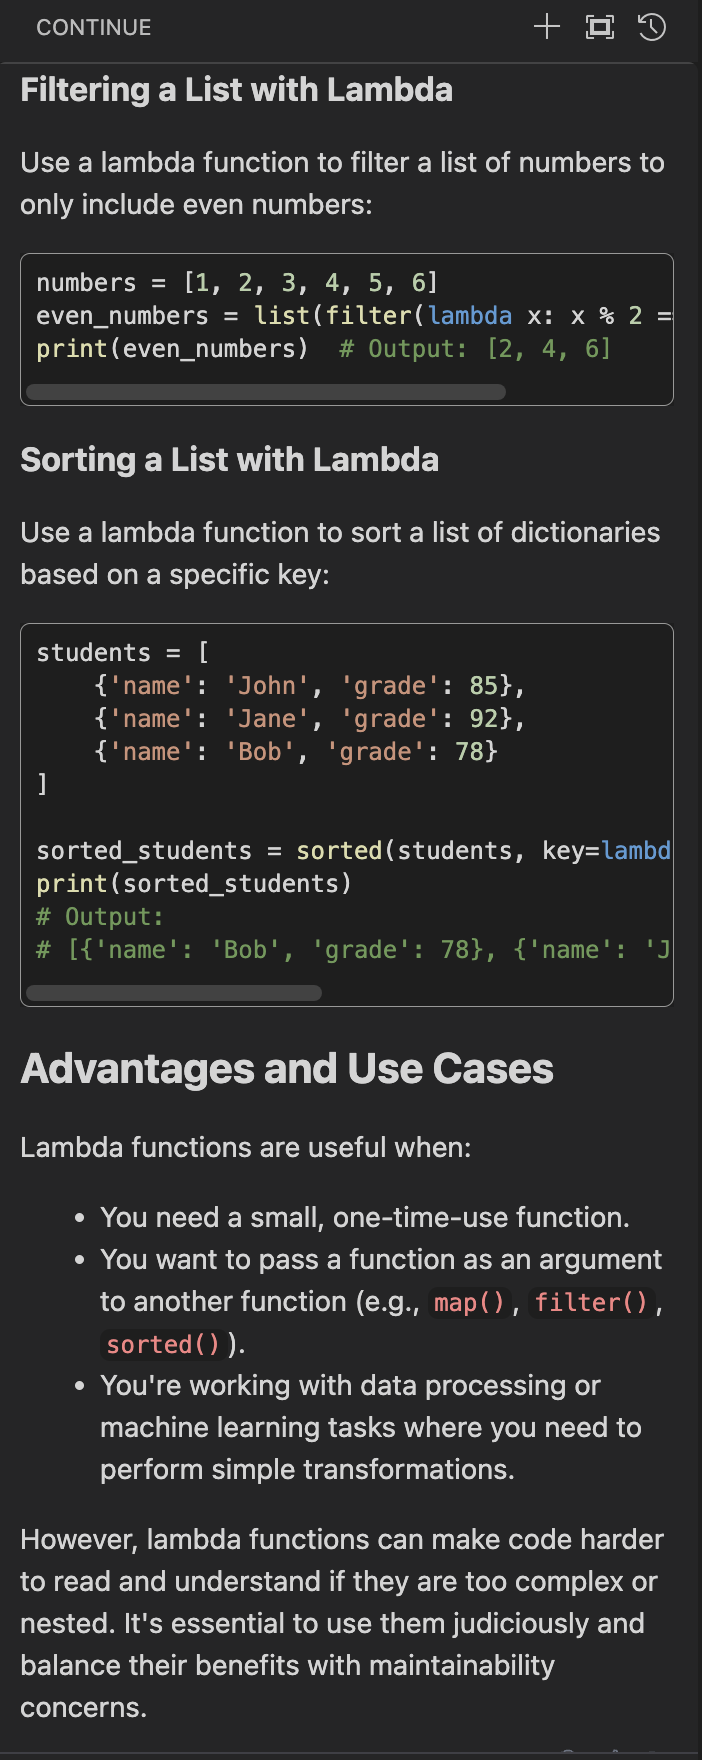 CONTINUE
Filtering a List with Lambda
Use a lambda function to filter a list of numbers to
only include even numbers:
numbers = [1, 2, 3, 4, 5, 6]
even_numbers = list(filter(lambda x: x % 2 =
print(even_numbers)  # Output: [2, 4, 6]
Sorting a List with Lambda
Use a lambda function to sort a list of dictionaries
based on a specific key:
students = [
    {'name': 'John', 'grade': 85},
    {'name': 'Jane', 'grade': 92},
    {'name': 'Bob', 'grade': 78}
]
sorted_students = sorted(students, key=lambd
print(sorted_students)
# Output:
# [{'name': 'Bob', 'grade': 78}, {'name': 'J
Advantages and Use Cases
Lambda functions are useful when:
• You need a small, one-time-use function.
• You want to pass a function as an argument
to another function (e.g., map(), filter(),
sorted()).
• You're working with data processing or
machine learning tasks where you need to
perform simple transformations.
However, lambda functions can make code harder
to read and understand if they are too complex or
nested. It's essential to use them judiciously and
balance their benefits with maintainability
concerns.